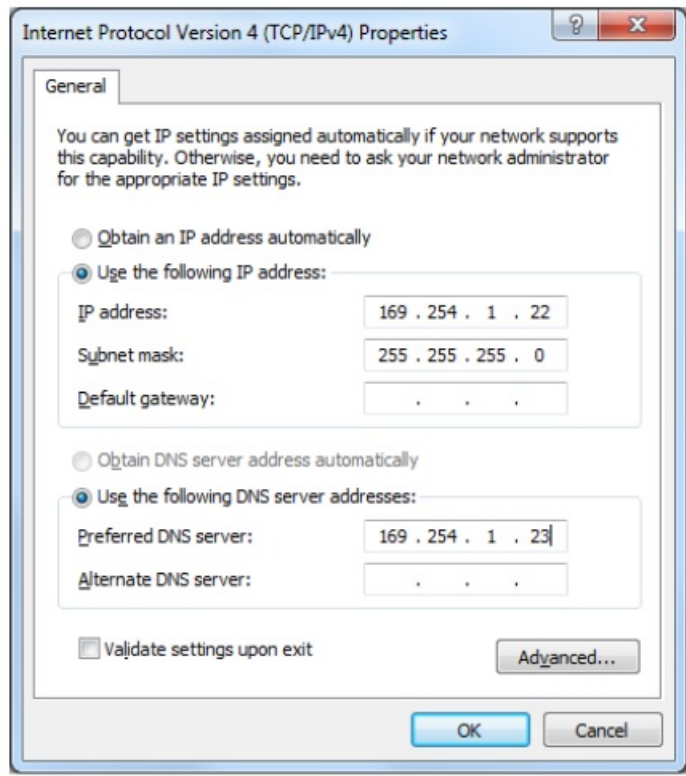 Internet Protocol Version 4 (TCP/IPv4) Properties
General
You can get IP settings assigned automatically if your network supports
this capability. Otherwise, you need to ask your network administrator
for the appropriate IP settings.
Obtain an IP address automatically
Use the following IP address:
IP address: 169 . 254 . 1 . 22
Subnet mask: 255 . 255 . 255 . 0
Default gateway: . . .
Obtain DNS server address automatically
Use the following DNS server addresses:
Preferred DNS server: 169 . 254 . 1 . 23
Alternate DNS server: . . .
Validate settings upon exit
Advanced...
OK Cancel